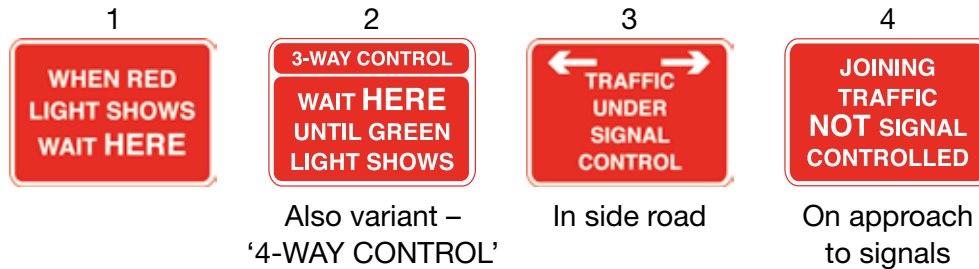 1
WHEN RED
LIGHT SHOWS
WAIT HERE
2
3-WAY CONTROL
WAIT HERE
UNTIL GREEN
LIGHT SHOWS
Also variant –
‘4-WAY CONTROL’
3
TRAFFIC
UNDER
SIGNAL
CONTROL
In side road
4
JOINING
TRAFFIC
NOT SIGNAL
CONTROLLED
On approach
to signals